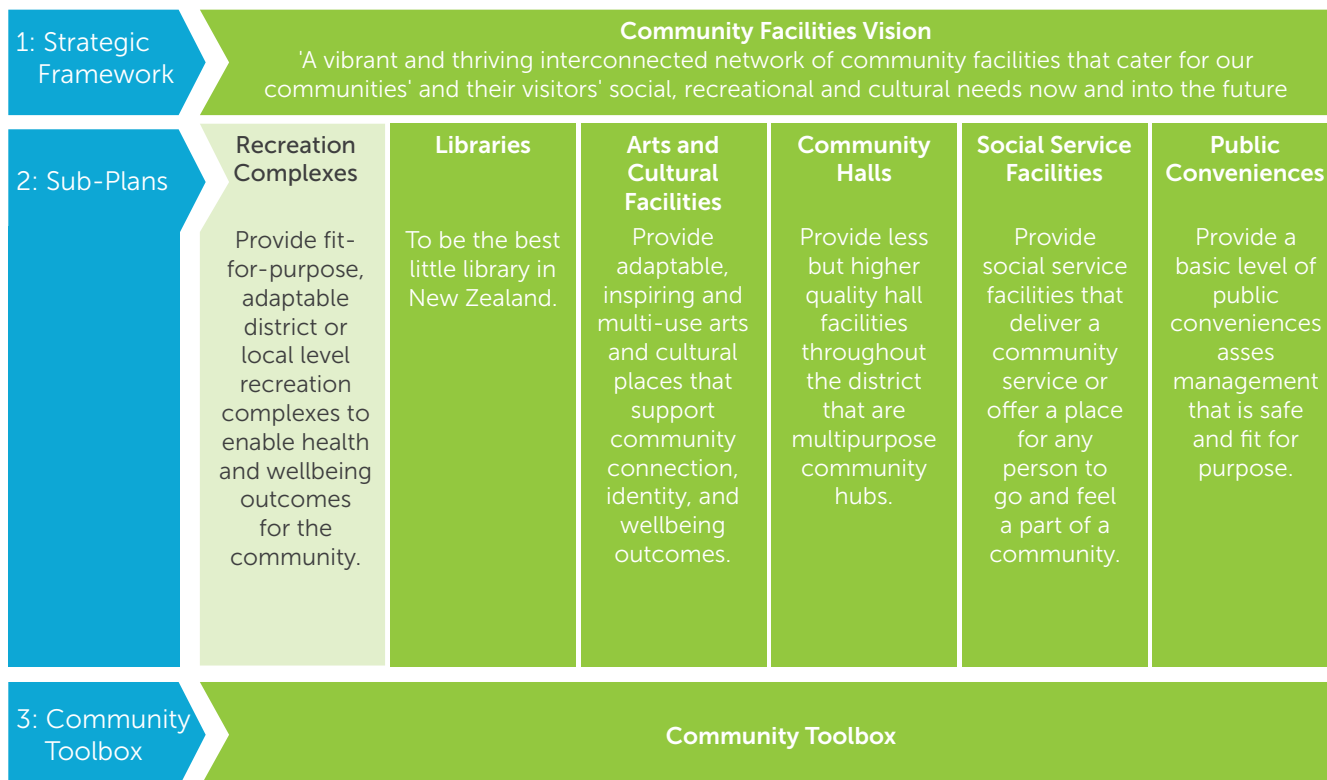 1: Strategic
Framework
Community Facilities Vision
'A vibrant and thriving interconnected network of community facilities that cater for our
communities' and their visitors' social, recreational and cultural needs now and into the future
2: Sub-Plans
Recreation
Complexes
Provide fit-
for-purpose,
adaptable
district or
local level
recreation
complexes to
enable health
and wellbeing
outcomes
for the
community.
Libraries
To be the best
little library in
New Zealand.
Arts and
Cultural
Facilities
Provide
adaptable,
inspiring and
multi-use arts
and cultural
places that
support
community
connection,
identity, and
wellbeing
outcomes.
Community
Halls
Provide less
but higher
quality hall
facilities
throughout
the district
that are
multipurpose
community
hubs.
Social Service
Facilities
Provide
social service
facilities that
deliver a
community
service or
offer a place
for any
person to
go and feel
a part of a
community.
Public
Conveniences
Provide a
basic level of
public
conveniences
asses
management
that is safe
and fit for
purpose.
3: Community
Toolbox
Community Toolbox